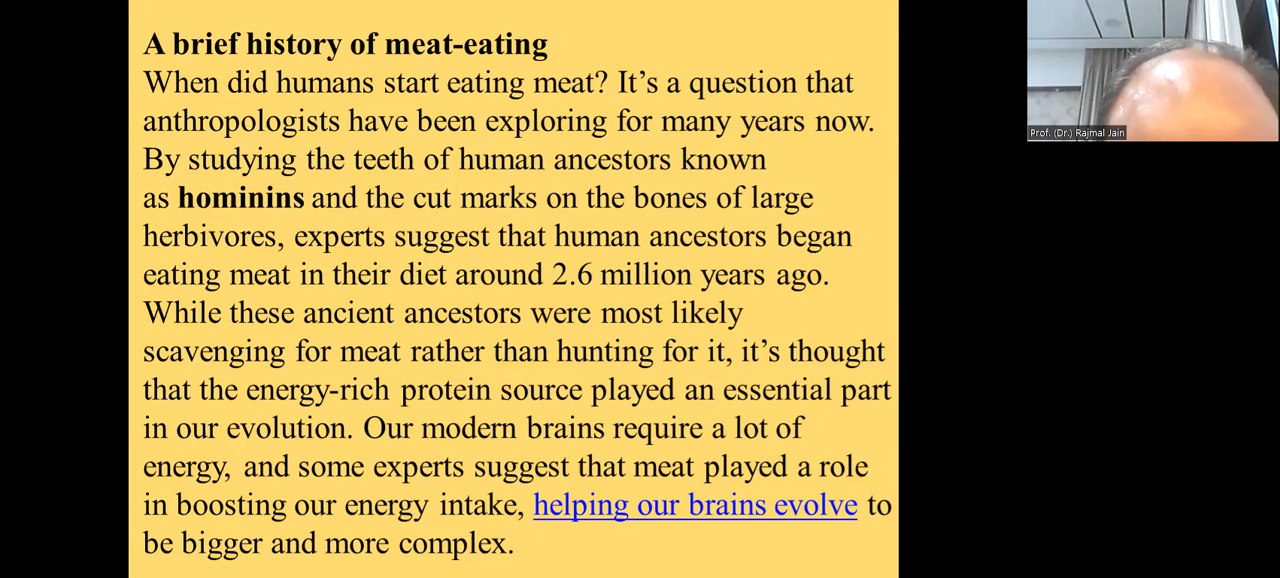 A brief history of meat-eating
When did humans start eating meat? It’s a question that
anthropologists have been exploring for many years now.
By studying the teeth of human ancestors known
as hominins and the cut marks on the bones of large
herbivores, experts suggest that human ancestors began
eating meat in their diet around 2.6 million years ago.
While these ancient ancestors were most likely
scavenging for meat rather than hunting for it, it’s thought
that the energy-rich protein source played an essential part
in our evolution. Our modern brains require a lot of
energy, and some experts suggest that meat played a role
in boosting our energy intake, helping our brains evolve to
be bigger and more complex.
Prof. (Dr.) Rajmal Jain